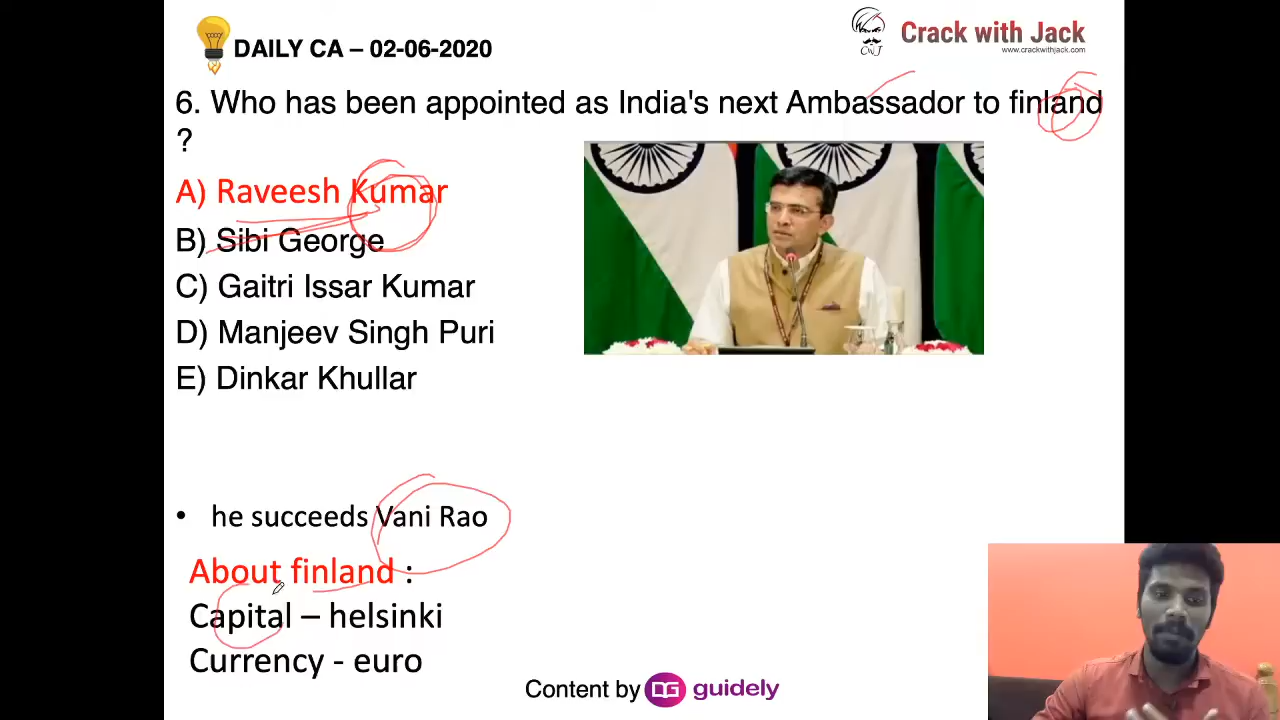 DAILY CA – 02-06-2020
Crack with Jack
www.crackwithjack.com
CWJ
6. Who has been appointed as India's next Ambassador to finland
?
A) Raveesh Kumar
B) Sibi George
C) Gaitri Issar Kumar
D) Manjeev Singh Puri
E) Dinkar Khullar
• he succeeds Vani Rao
About finland :
Capital – helsinki
Currency - euro
Content by guidely